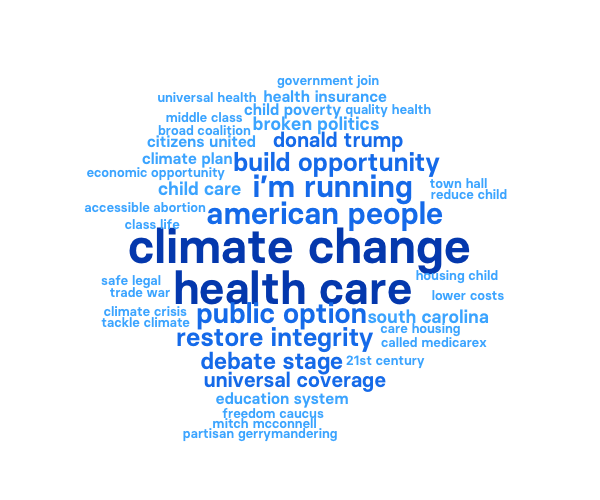 government join
universal health health insurance
child poverty quality health
middle class broken politics
broad coalition
citizens united donald trump
climate plan build opportunity
economic opportunity
child care i'm running town hall
reduce child
accessible abortion american people
class life
climate change
safe legal health care housing child
trade war lower costs
climate crisis public option south carolina
tackle climate care housing
restore integrity called medicarex
debate stage 21st century
universal coverage
education system
freedom caucus
mitch mcconnell
partisan gerrymandering